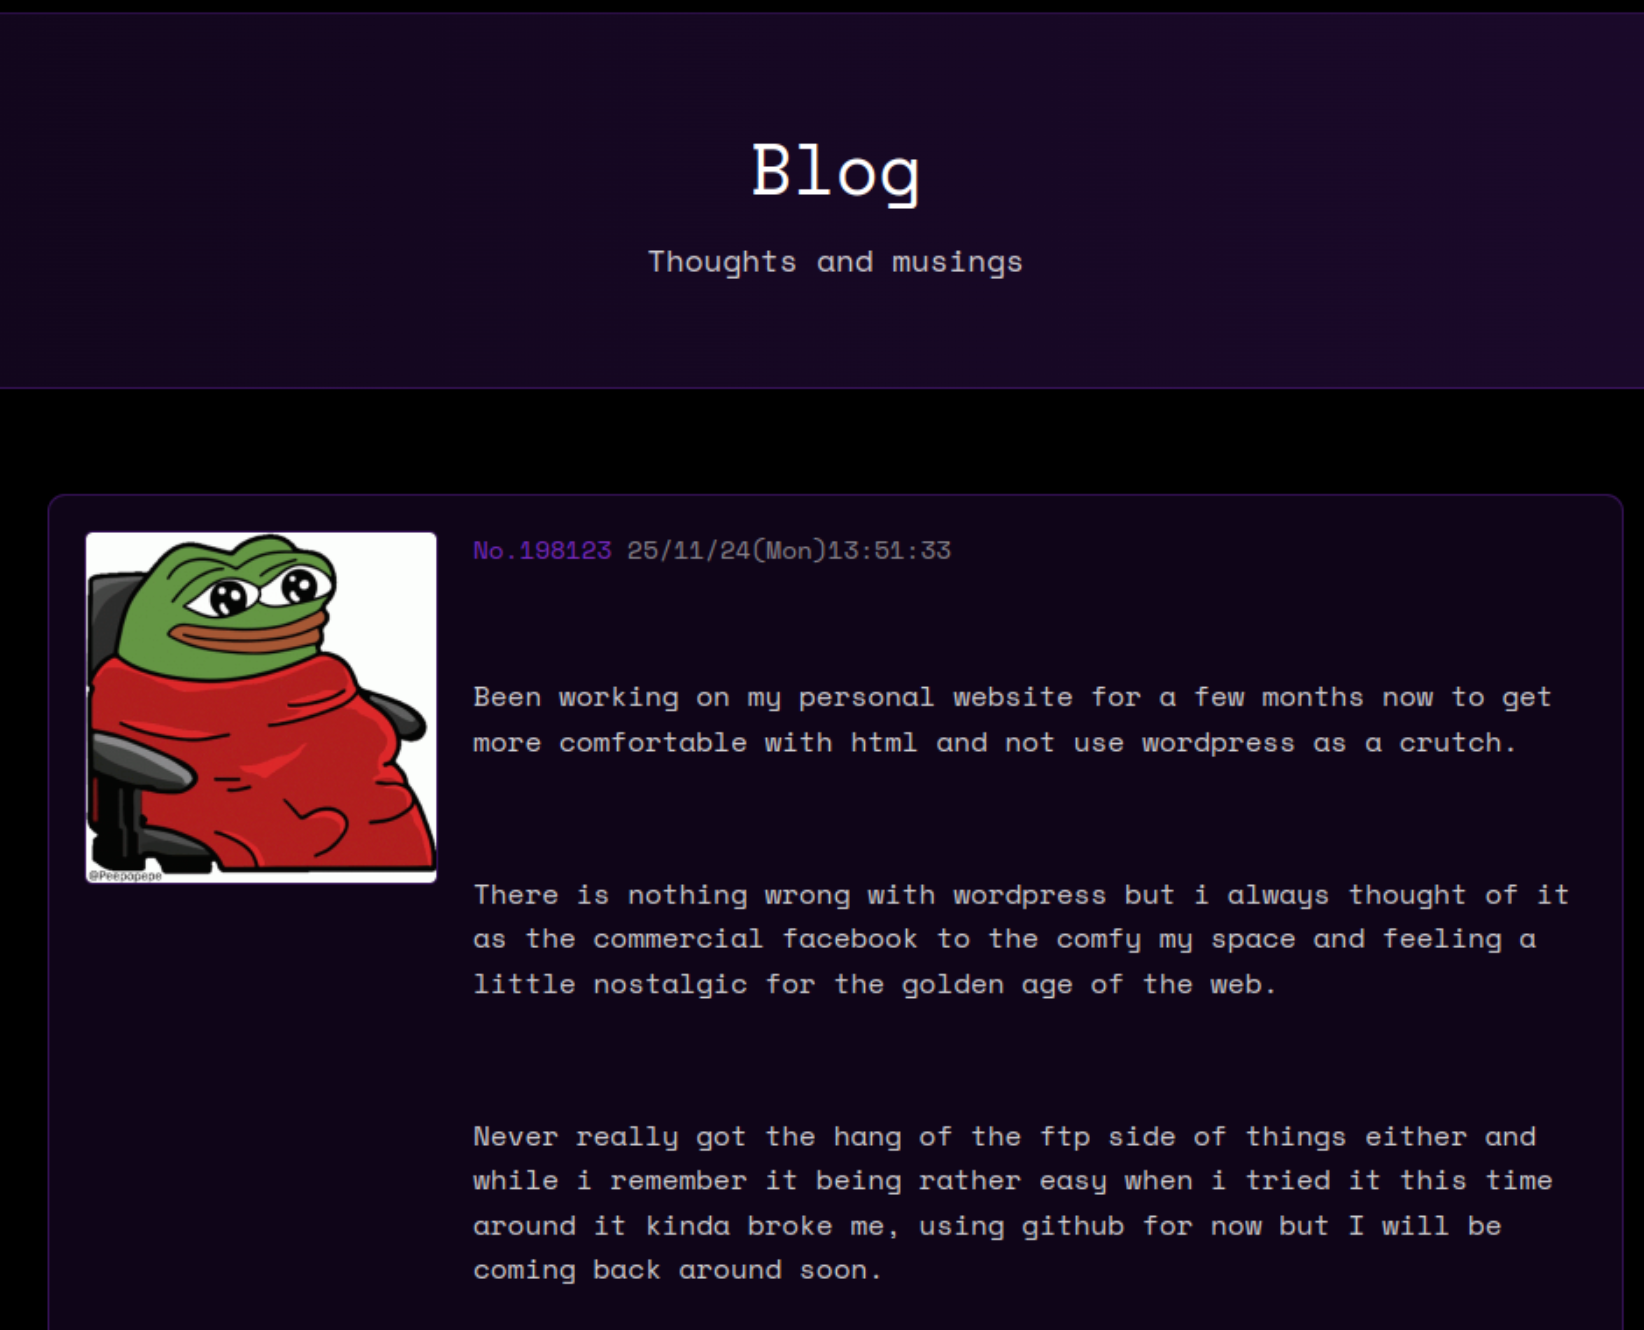 Blog
Thoughts and musings
No.198123 25/11/24(Mon)13:51:33
Been working on my personal website for a few months now to get
more comfortable with html and not use wordpress as a crutch.
There is nothing wrong with wordpress but i always thought of it
as the commercial facebook to the comfy my space and feeling a
little nostalgic for the golden age of the web.
Never really got the hang of the ftp side of things either and
while i remember it being rather easy when i tried it this time
around it kinda broke me, using github for now but I will be
coming back around soon.
@Peepopepe